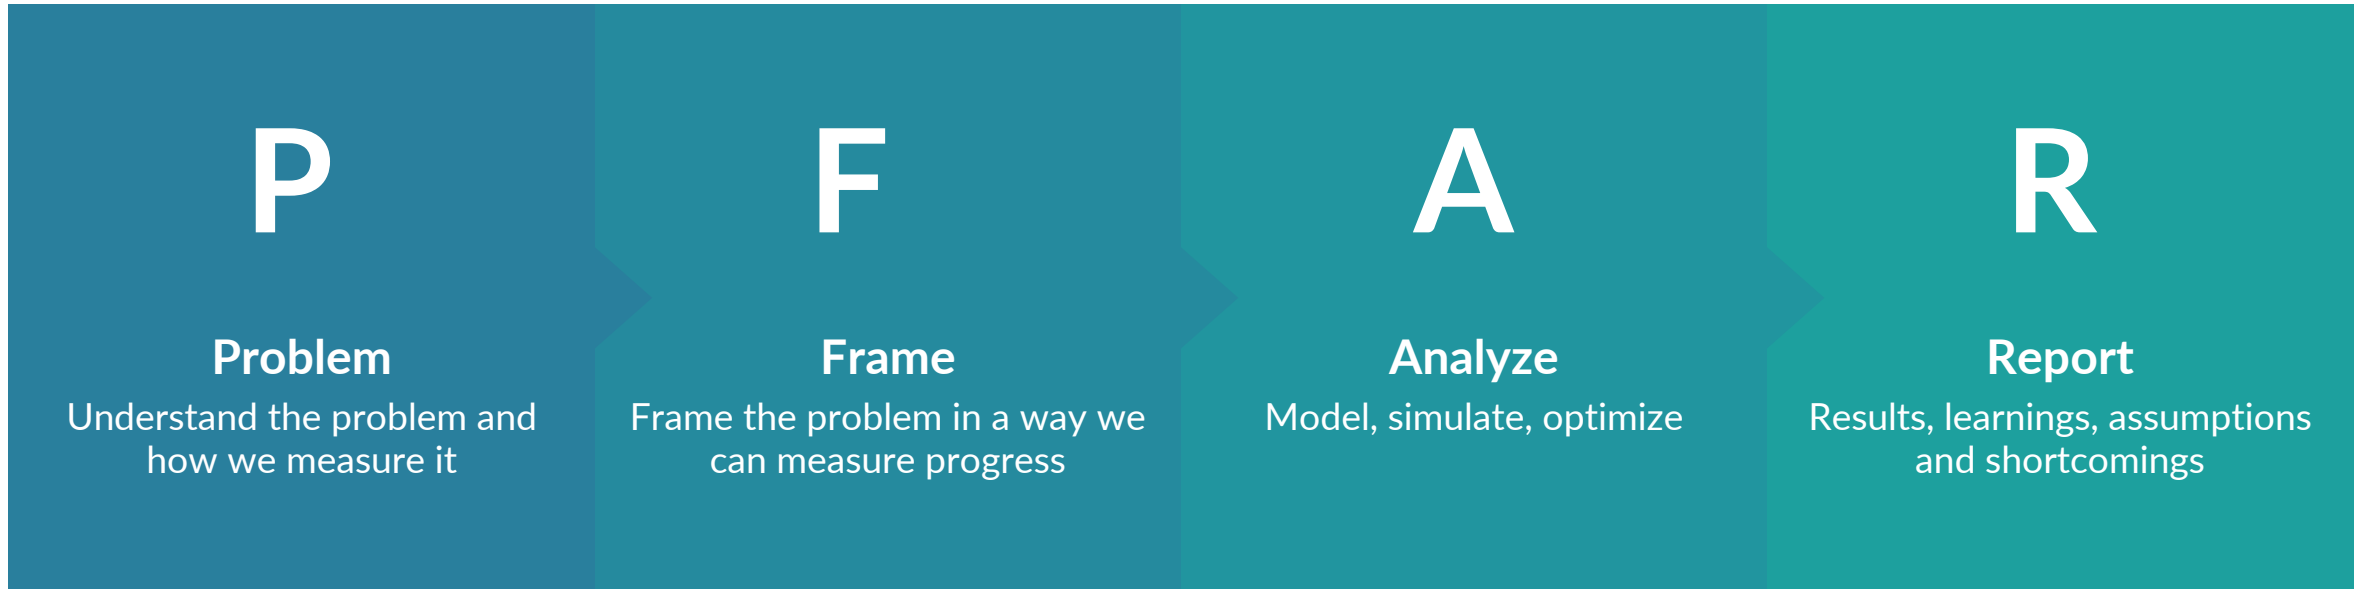 P
Problem
Understand the problem and
how we measure it
F
Frame
Frame the problem in a way we
can measure progress
A
Analyze
Model, simulate, optimize
R
Report
Results, learnings, assumptions
and shortcomings